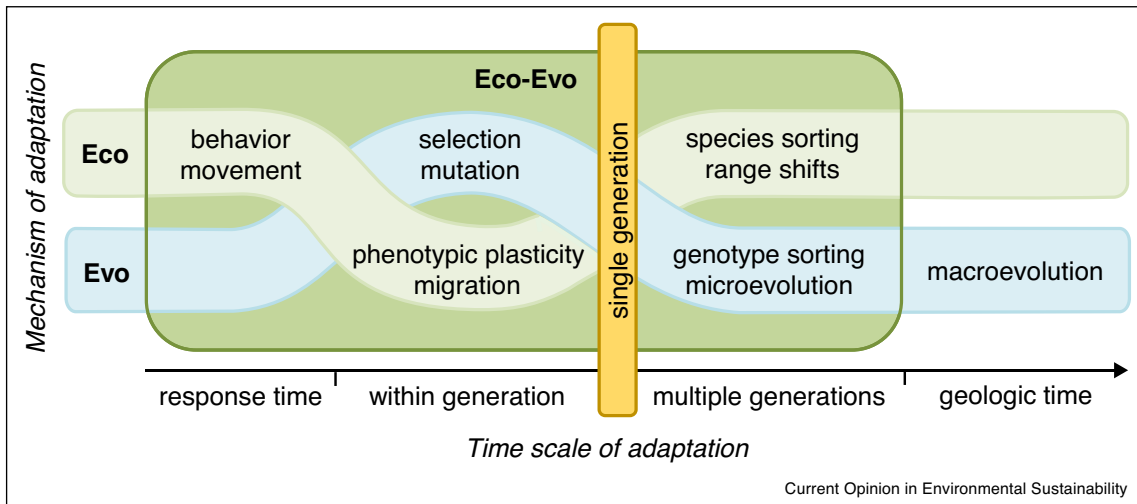 Mechanism of adaptation
Eco-Evo
Eco
behavior
movement
selection
mutation
species sorting
range shifts
single generation
Evo
phenotypic plasticity
migration
genotype sorting
microevolution
macroevolution
response time
within generation
multiple generations
geologic time
Time scale of adaptation
Current Opinion in Environmental Sustainability